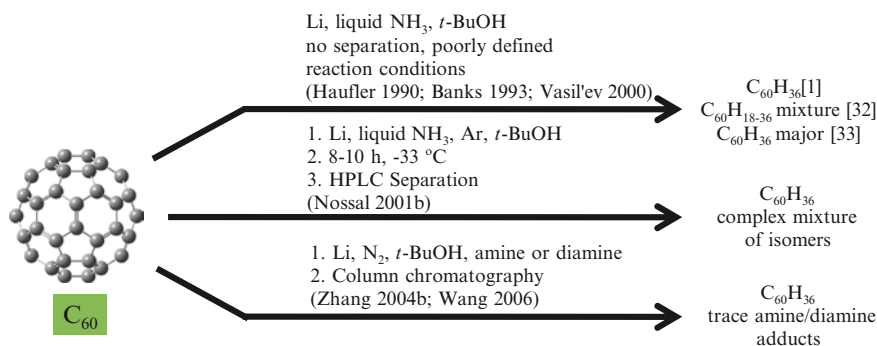 Li, liquid NH₃, t-BuOH
no separation, poorly defined
reaction conditions
(Haufler 1990; Banks 1993; Vasil'ev 2000)
C₆₀H₃₆[1]
C₆₀H₁₈₋₃₆ mixture [32]
C₆₀H₃₆ major [33]
1. Li, liquid NH₃, Ar, t-BuOH
2. 8-10 h, -33 °C
3. HPLC Separation
(Nossal 2001b)
C₆₀H₃₆
complex mixture
of isomers
1. Li, N₂, t-BuOH, amine or diamine
2. Column chromatography
(Zhang 2004b; Wang 2006)
C₆₀H₃₆
trace amine/diamine
adducts
C₆₀